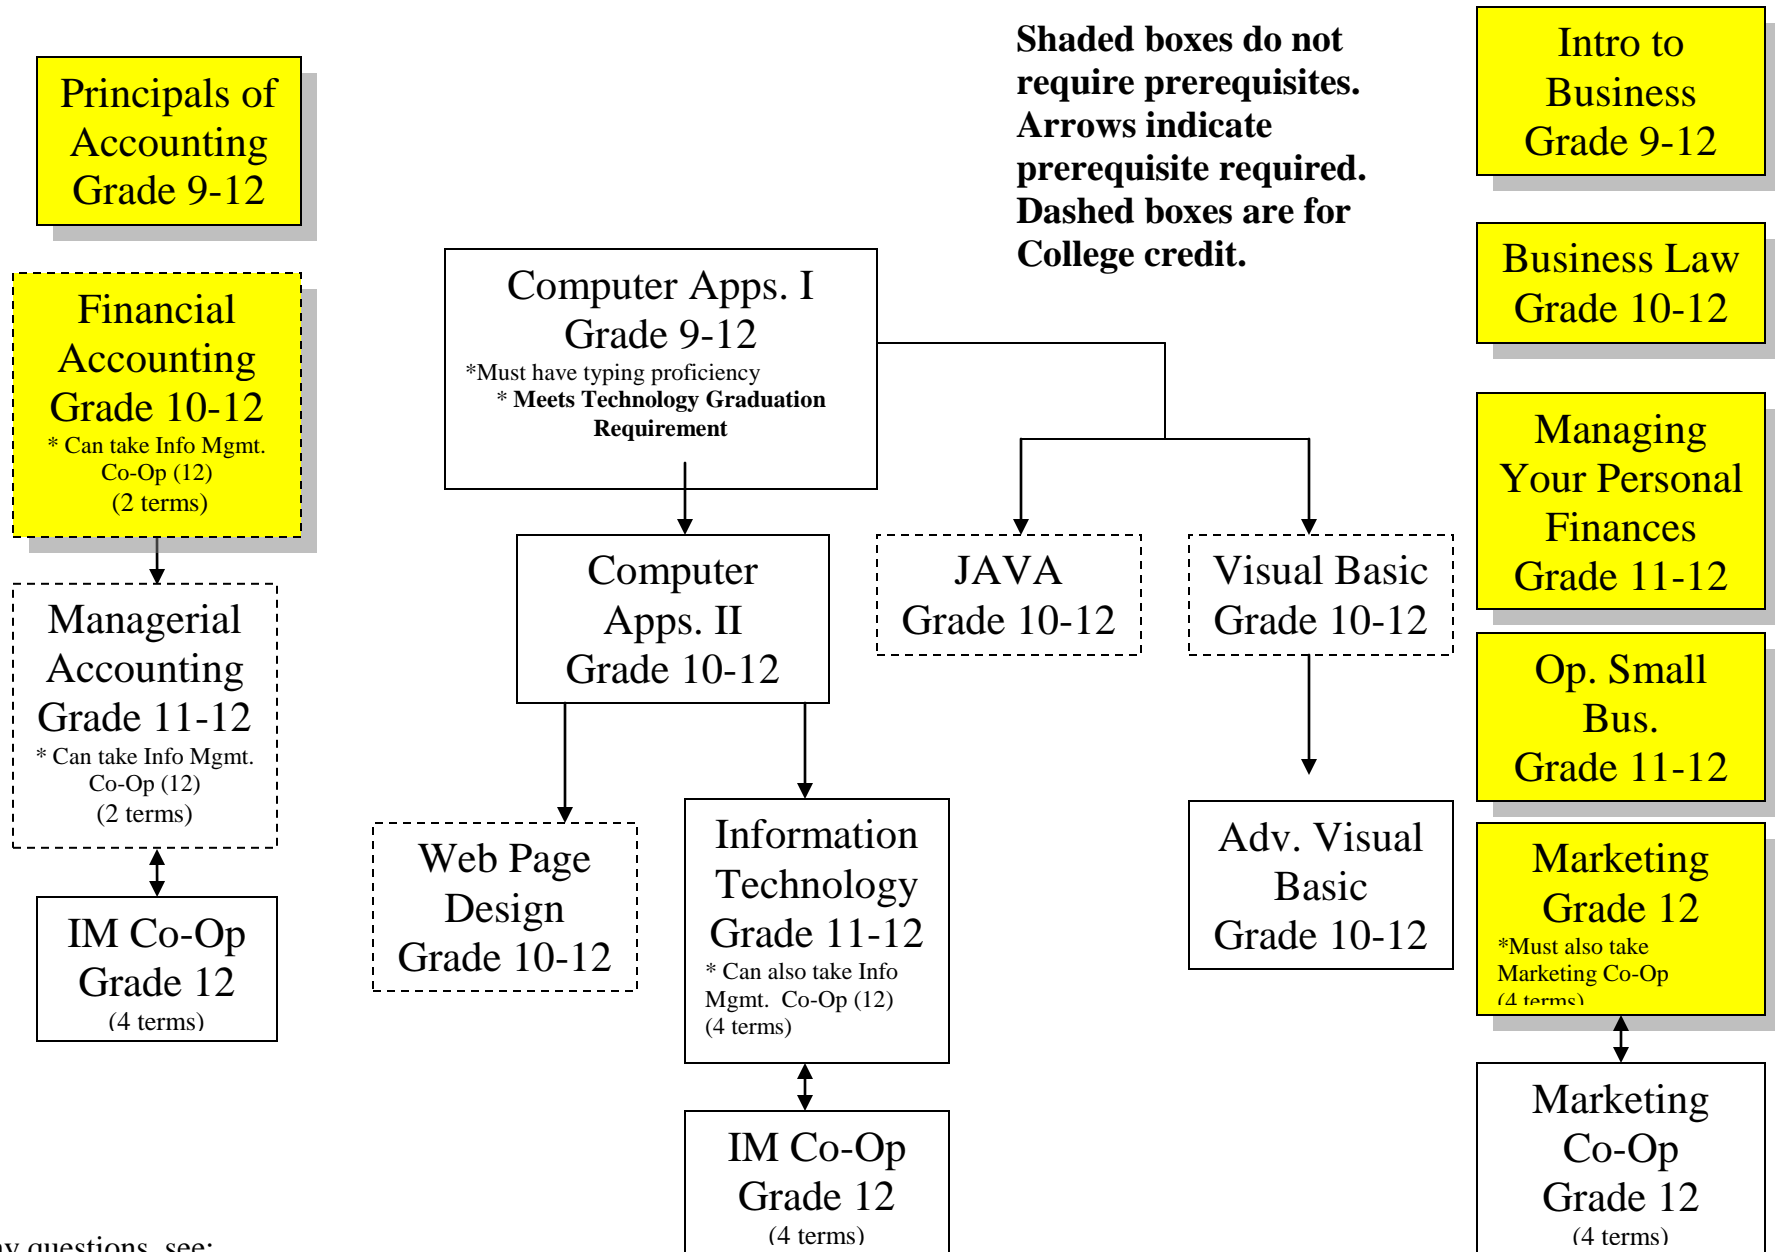 Principals of
Accounting
Grade 9-12
Financial
Accounting
Grade 10-12
* Can take Info Mgmt.
Co-Op (12)
(2 terms)
Managerial
Accounting
Grade 11-12
* Can take Info Mgmt.
Co-Op (12)
(2 terms)
IM Co-Op
Grade 12
(4 terms)
Computer Apps. I
Grade 9-12
*Must have typing proficiency
* Meets Technology Graduation
Requirement
Computer
Apps. II
Grade 10-12
Web Page
Design
Grade 10-12
Information
Technology
Grade 11-12
* Can also take Info
Mgmt. Co-Op (12)
(4 terms)
IM Co-Op
Grade 12
(4 terms)
Shaded boxes do not
require prerequisites.
Arrows indicate
prerequisite required.
Dashed boxes are for
College credit.
JAVA
Grade 10-12
Visual Basic
Grade 10-12
Adv. Visual
Basic
Grade 10-12
Intro to
Business
Grade 9-12
Business Law
Grade 10-12
Managing
Your Personal
Finances
Grade 11-12
Op. Small
Bus.
Grade 11-12
Marketing
Grade 12
*Must also take
Marketing Co-Op
(4 terms)
Marketing
Co-Op
Grade 12
(4 terms)
questions, see: